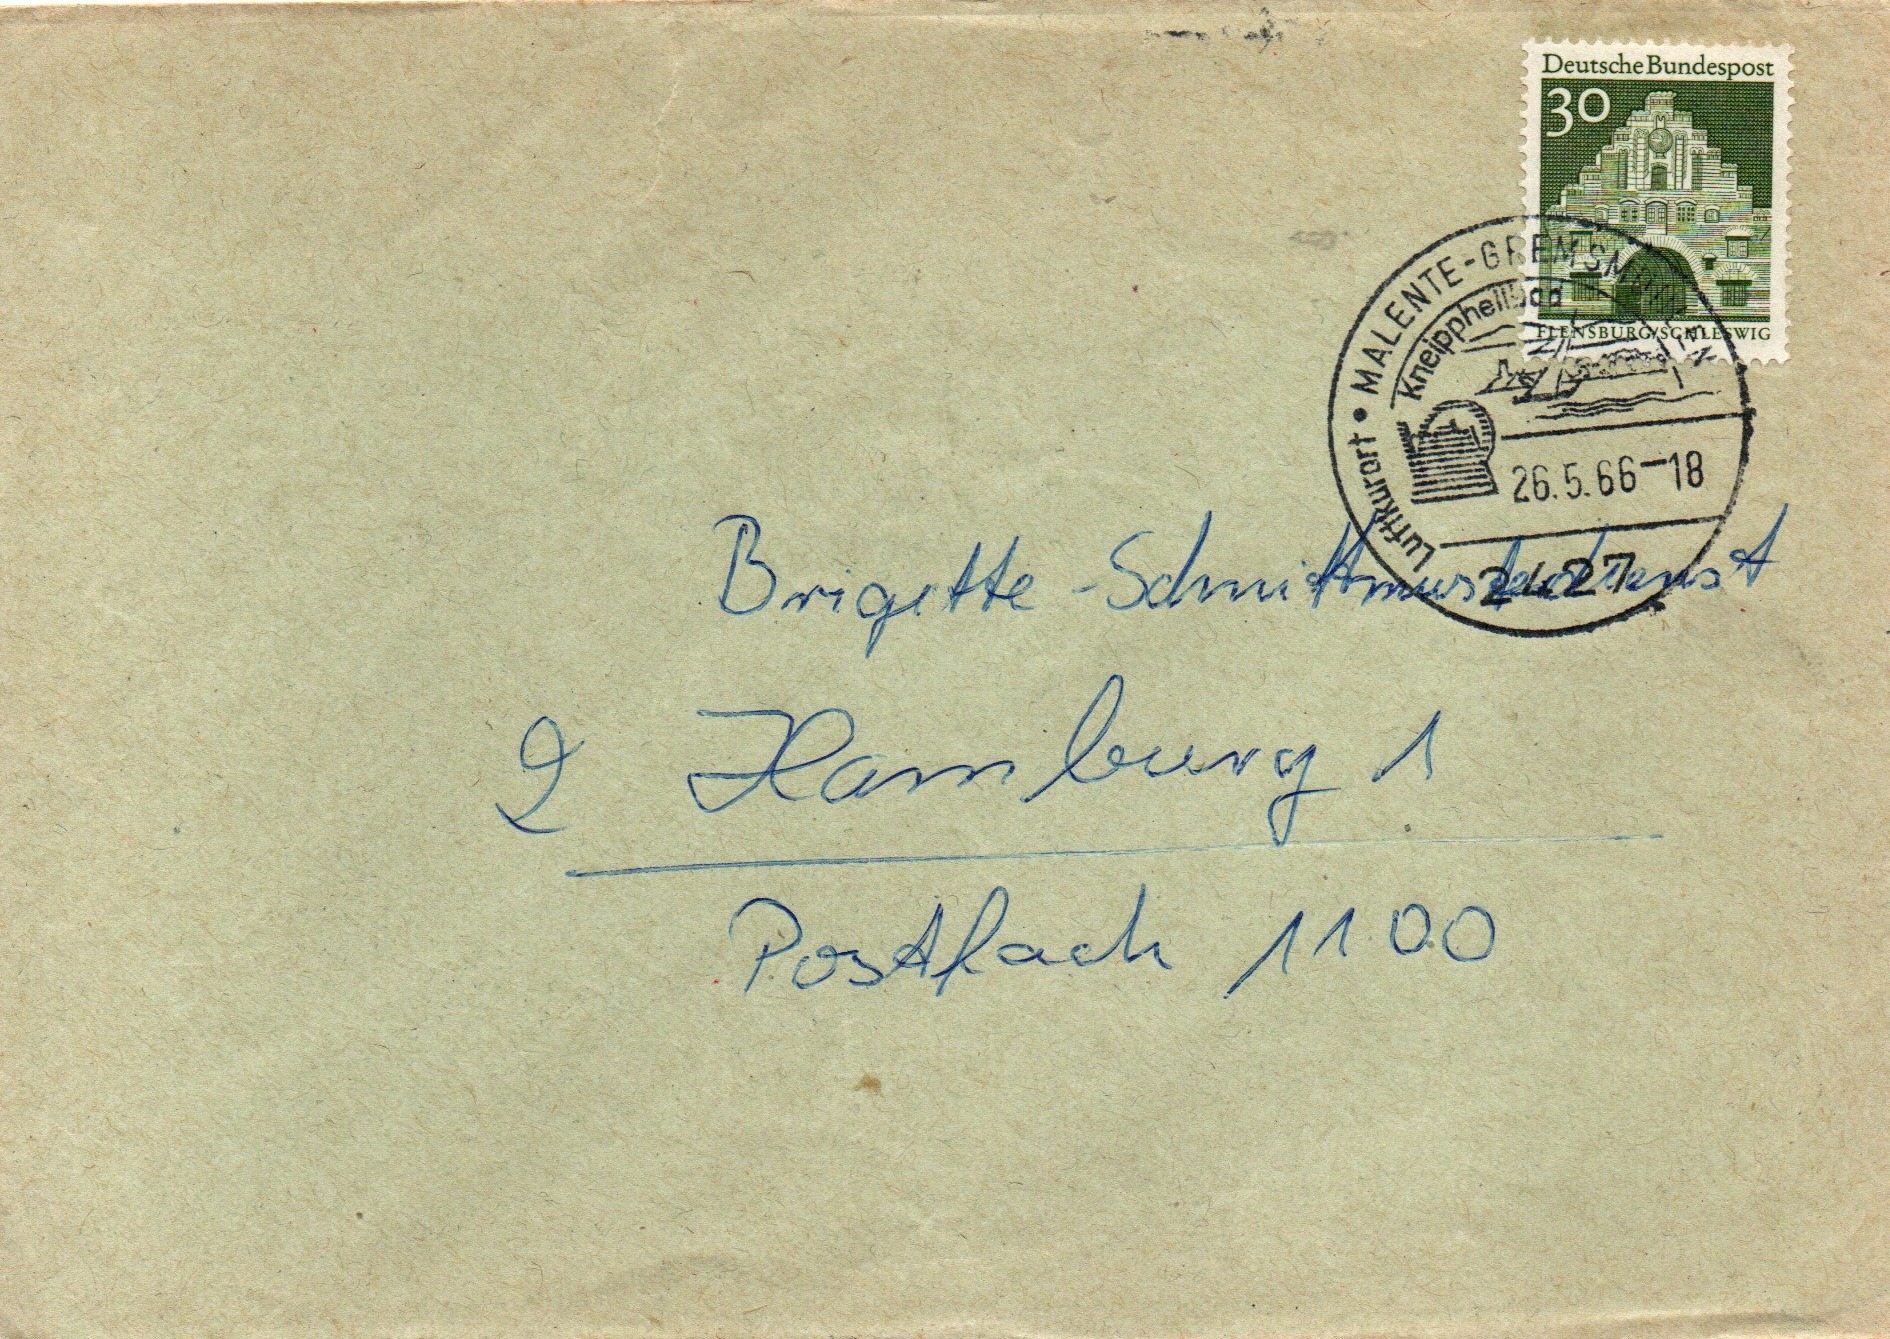 Deutsche Bundespost
30
FLENSBURG/SCHLESWIG
MALENTE-GREMSMÜHLEN
Kneippheilbad
Luftkurort
26.5.66-18
2427
Brigitte-Schnittmusterdienst
2 Hamburg 1
Postfach 1100